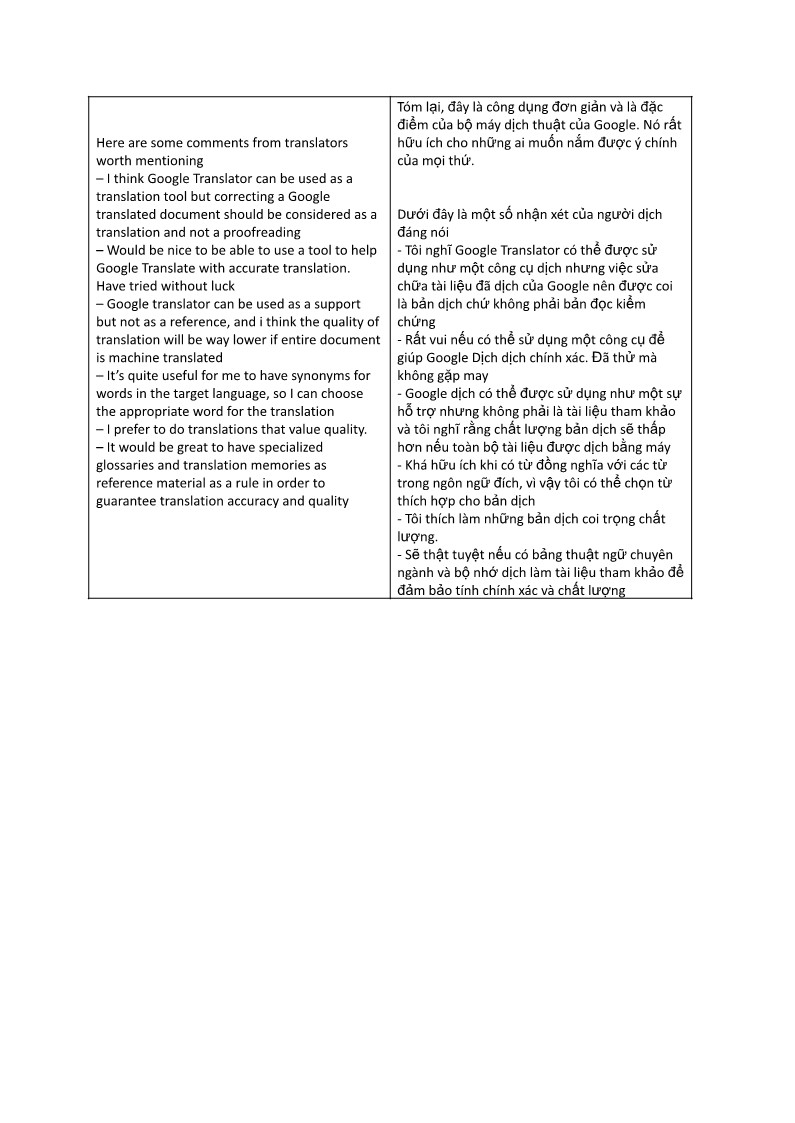 Here are some comments from translators
worth mentioning
– I think Google Translator can be used as a
translation tool but correcting a Google
translated document should be considered as a
translation and not a proofreading
– Would be nice to be able to use a tool to help
Google Translate with accurate translation.
Have tried without luck
– Google translator can be used as a support
but not as a reference, and i think the quality of
translation will be way lower if entire document
is machine translated
– It’s quite useful for me to have synonyms for
words in the target language, so I can choose
the appropriate word for the translation
– I prefer to do translations that value quality.
– It would be great to have specialized
glossaries and translation memories as
reference material as a rule in order to
guarantee translation accuracy and quality
Tóm lại, đây là công dụng đơn giản và là đặc
điểm của bộ máy dịch thuật của Google. Nó rất
hữu ích cho những ai muốn nắm được ý chính
của mọi thứ.
Dưới đây là một số nhận xét của người dịch
đáng nói
- Tôi nghĩ Google Translator có thể được sử
dụng như một công cụ dịch nhưng việc sửa
chữa tài liệu đã dịch của Google nên được coi
là bản dịch chứ không phải bản đọc kiểm
chứng
- Rất vui nếu có thể sử dụng một công cụ để
giúp Google Dịch dịch chính xác. Đã thử mà
không gặp may
- Google dịch có thể được sử dụng như một sự
hỗ trợ nhưng không phải là tài liệu tham khảo
và tôi nghĩ rằng chất lượng bản dịch sẽ thấp
hơn nếu toàn bộ tài liệu được dịch bằng máy
- Khá hữu ích khi có từ đồng nghĩa với các từ
trong ngôn ngữ đích, vì vậy tôi có thể chọn từ
thích hợp cho bản dịch
- Tôi thích làm những bản dịch coi trọng chất
lượng.
- Sẽ thật tuyệt nếu có bảng thuật ngữ chuyên
ngành và bộ nhớ dịch làm tài liệu tham khảo để
đảm bảo tính chính xác và chất lượng